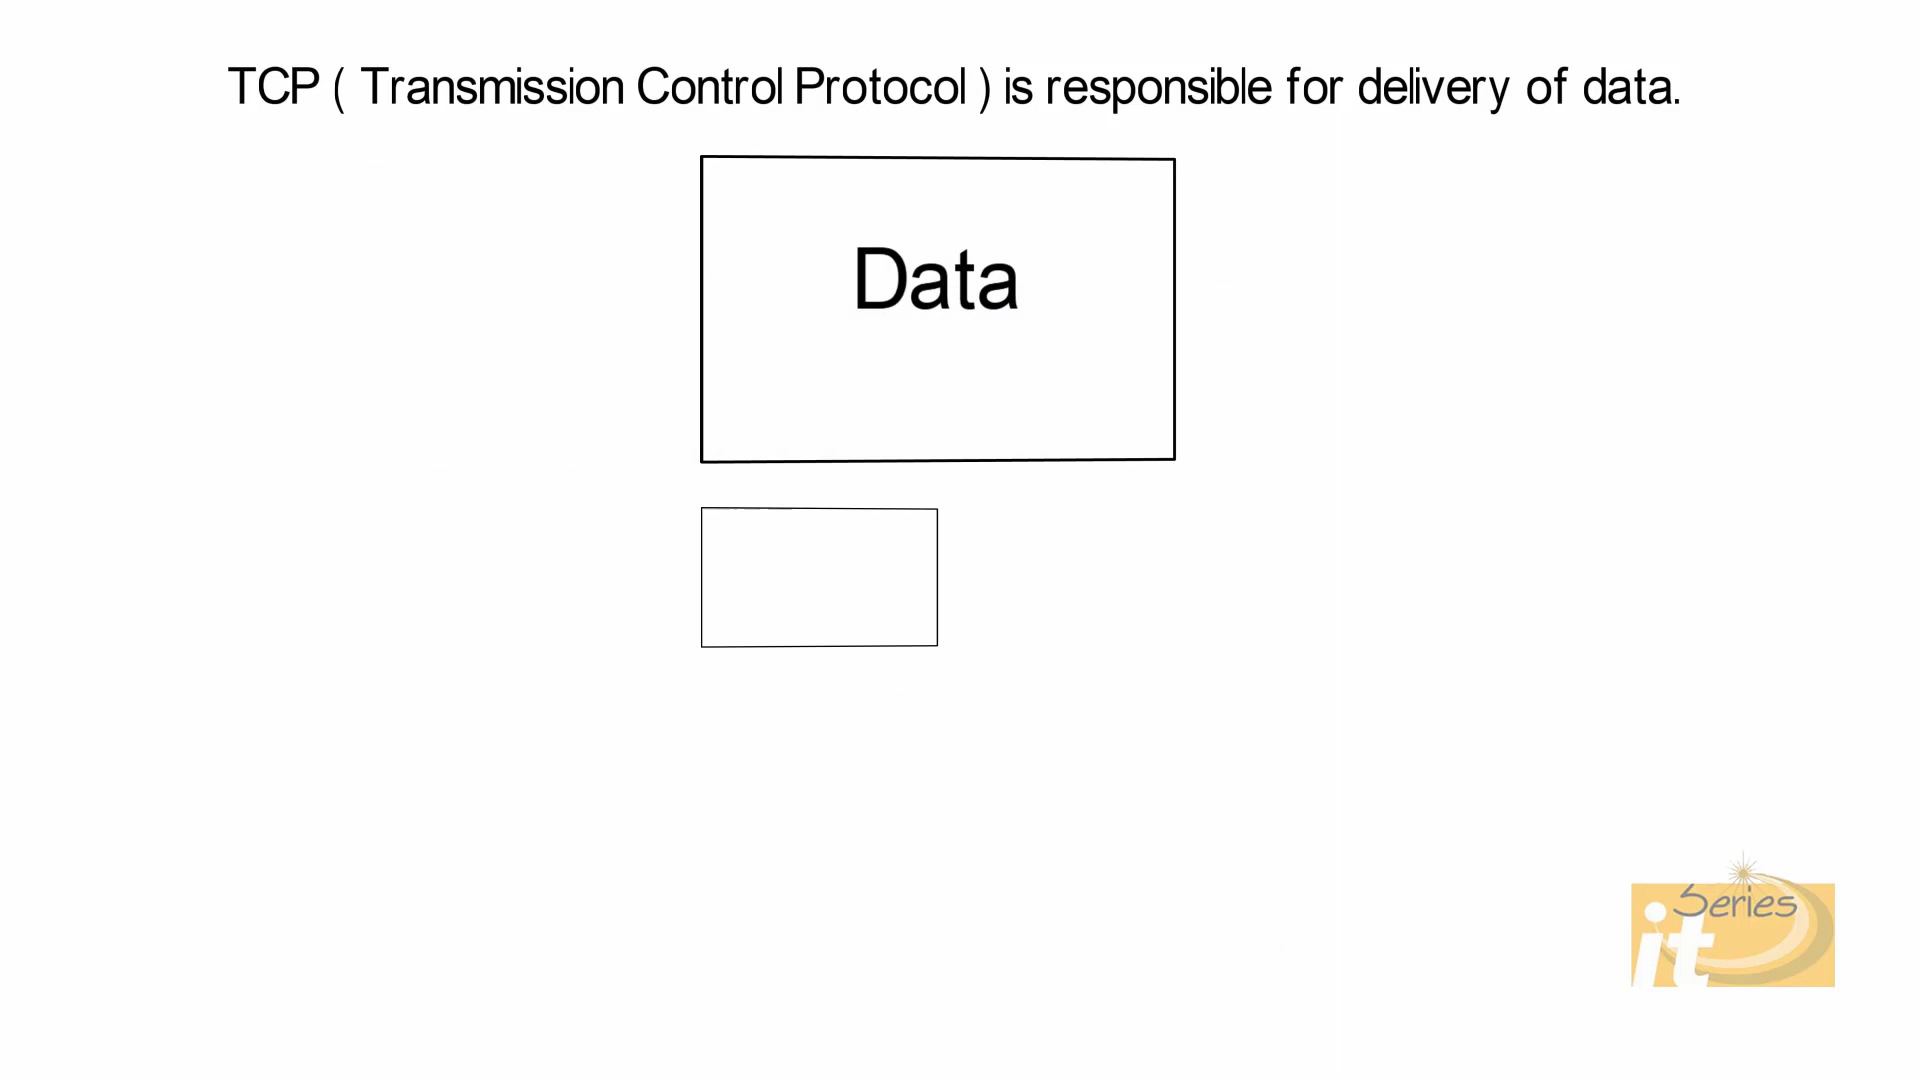 TCP ( Transmission Control Protocol ) is responsible for delivery of data.
Data
Series
it